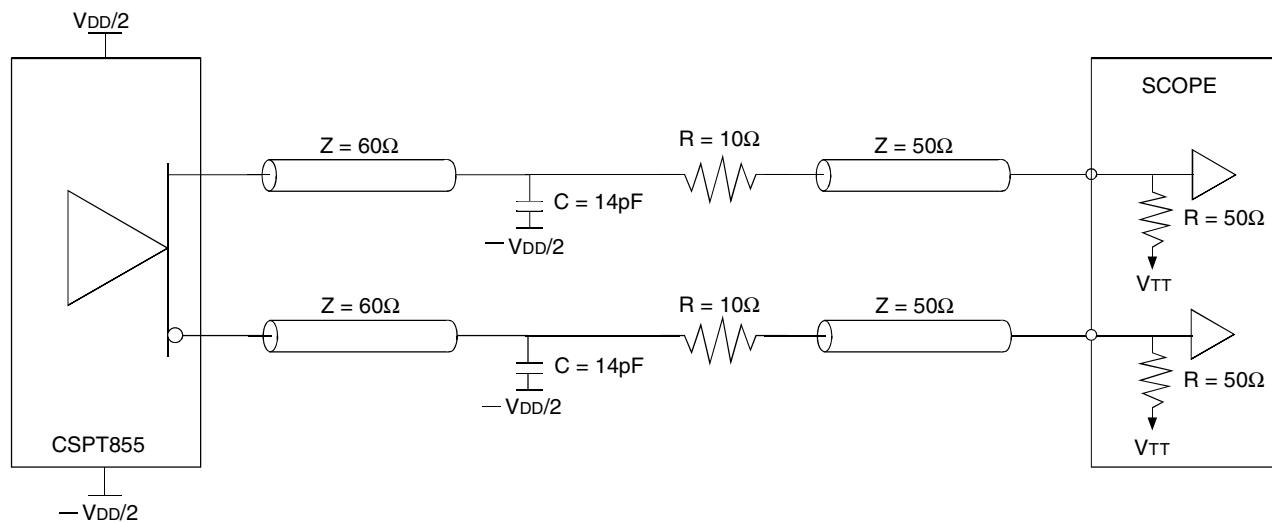 VDD/2
SCOPE
Z = 60Ω
R = 10Ω
Z = 50Ω
C = 14pF
— VDD/2
R = 50Ω
VTT
Z = 60Ω
R = 10Ω
Z = 50Ω
C = 14pF
— VDD/2
R = 50Ω
VTT
CSPT855
— VDD/2